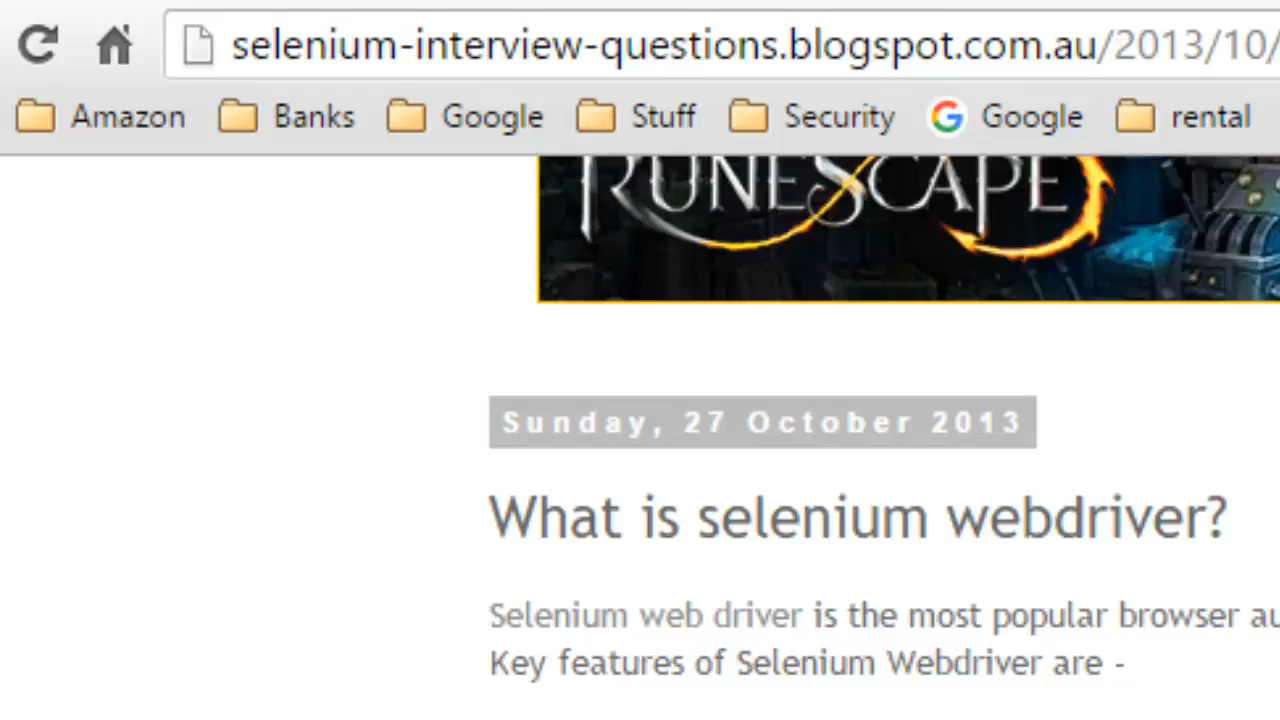 selenium-interview-questions.blogspot.com.au/2013/10/
Amazon Banks Google Stuff Security Google rental
RUNESCAPE
Sunday, 27 October 2013
What is selenium webdriver?
Selenium web driver is the most popular browser au
Key features of Selenium Webdriver are -